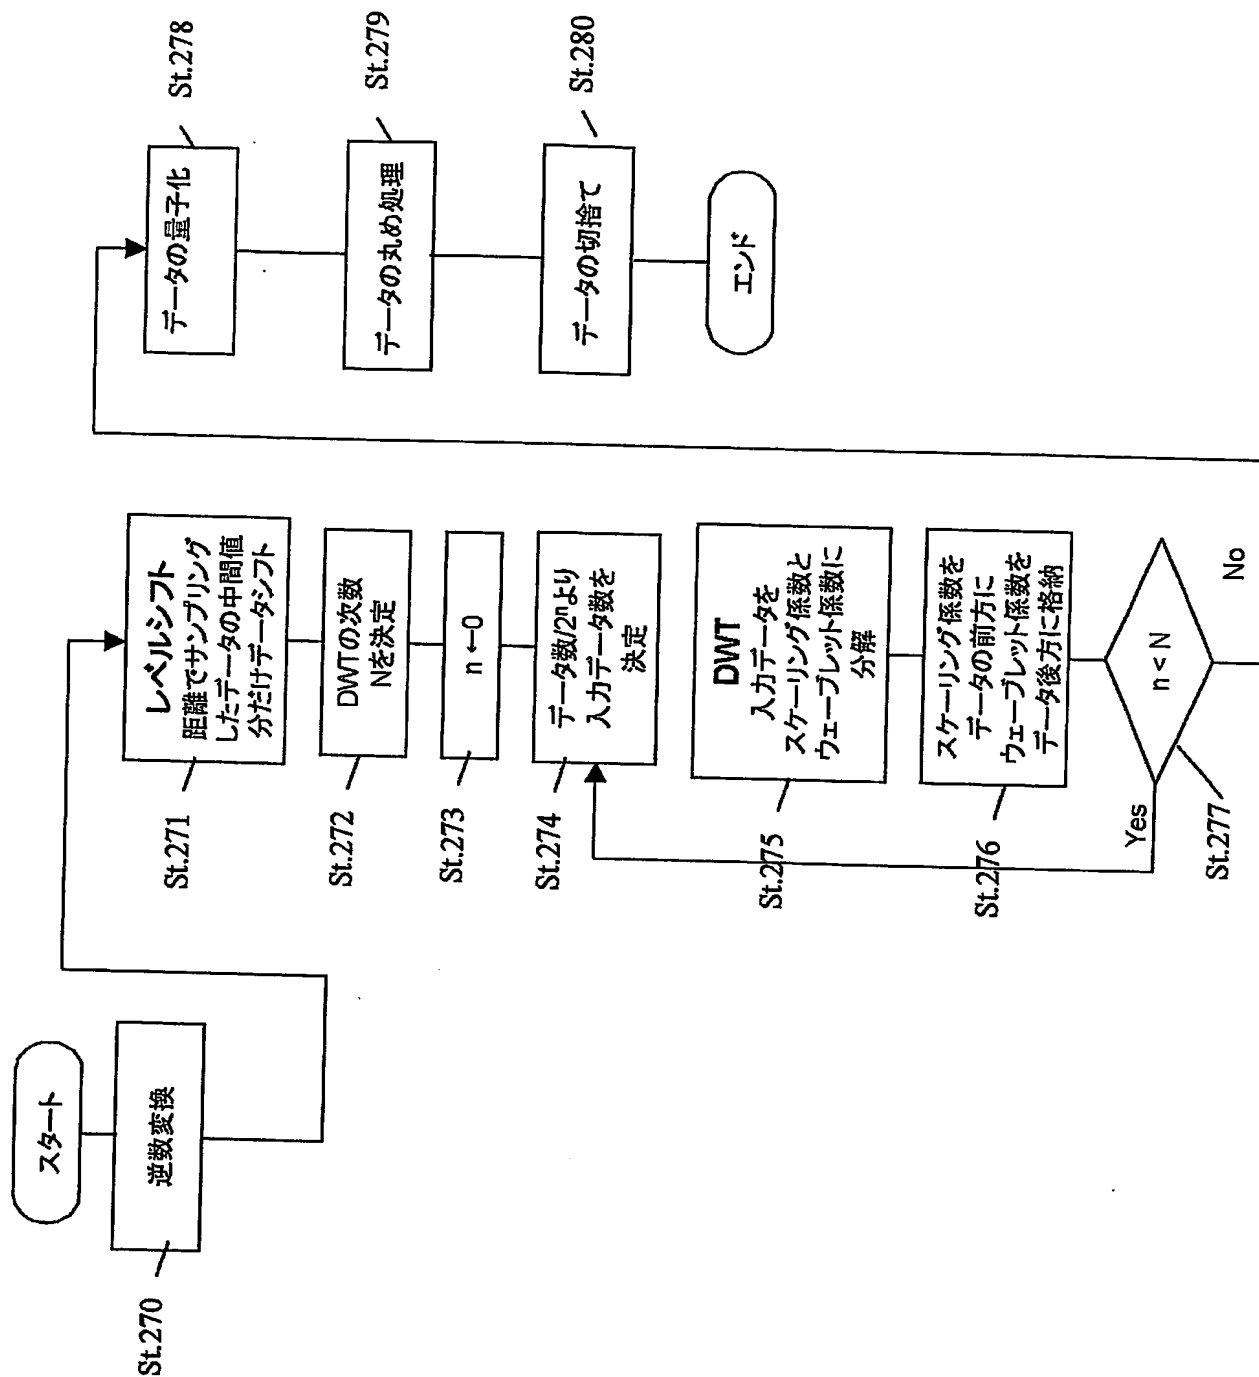 スタート
逆数変換
St.270
レベルシフト
距離でサンプリング
したデータの中間値
分だけデータシフト
St.271
DWTの次数
Nを決定
St.272
n←0
St.273
データ数/2ⁿより
入力データ数を
決定
St.274
DWT
入力データを
スケーリング係数と
ウェーブレット係数に
分解
St.275
スケーリング係数を
データの前方に
ウェーブレット係数を
データ後方に格納
St.276
n<N
Yes
No
St.277
データの量子化
St.278
データの丸め処理
St.279
データの切捨て
St.280
エンド